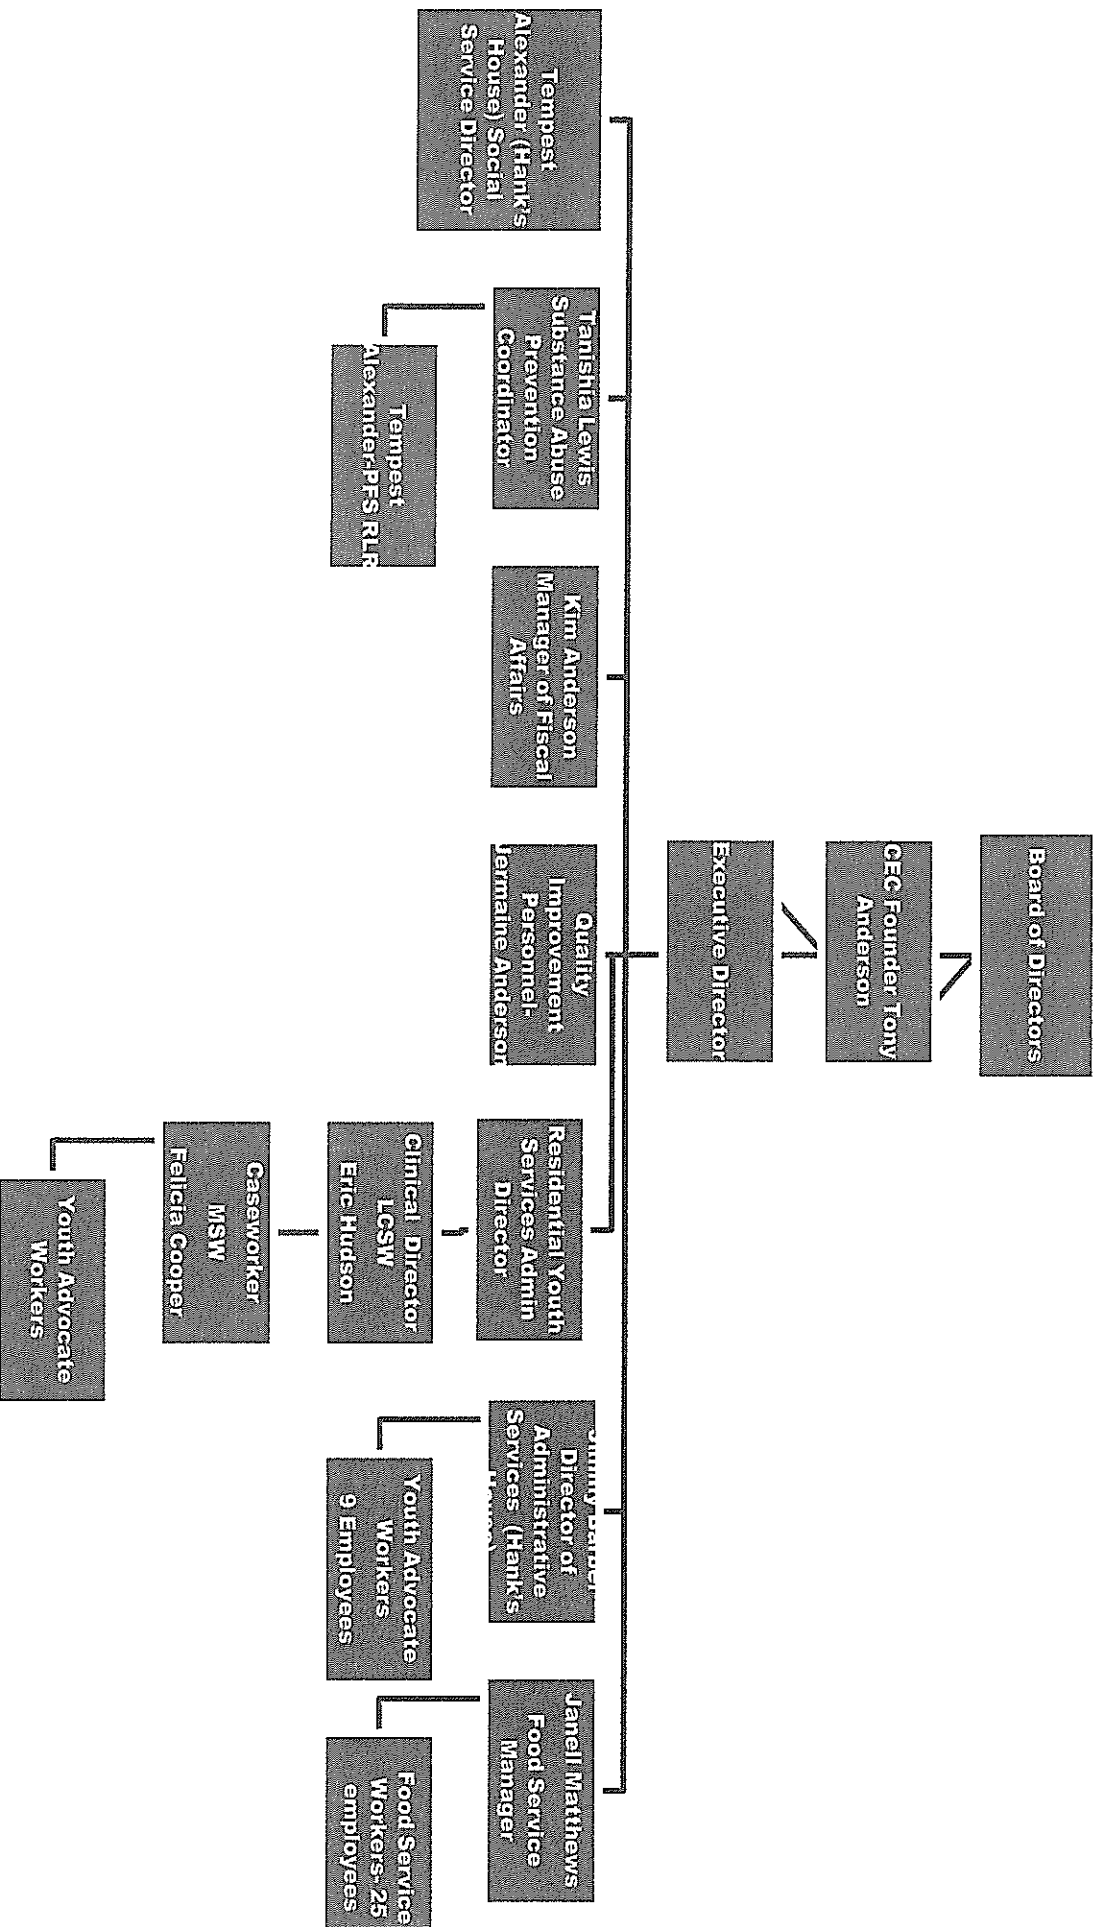 Board of Directors
CEC Founder Tony
Anderson
Executive Director
Tempest
Alexander (Hank's
House) Social
Service Director
Tanishia Lewis
Substance Abuse
Prevention
Coordinator
Tempest
Alexander-PFS RLR
Kim Anderson
Manager of Fiscal
Affairs
Quality
Improvement
Personnel-
Jermaine Anderson
Residential Youth
Services Admin
Director
Clinical Director
LCSW
Eric Hudson
Caseworker
MSW
Felicia Cooper
Youth Advocate
Workers
Director of
Administrative
Services (Hank's
Youth Advocate
Workers
9 Employees
Janell Matthews
Food Service
Manager
Food Service
Workers- 25
employees